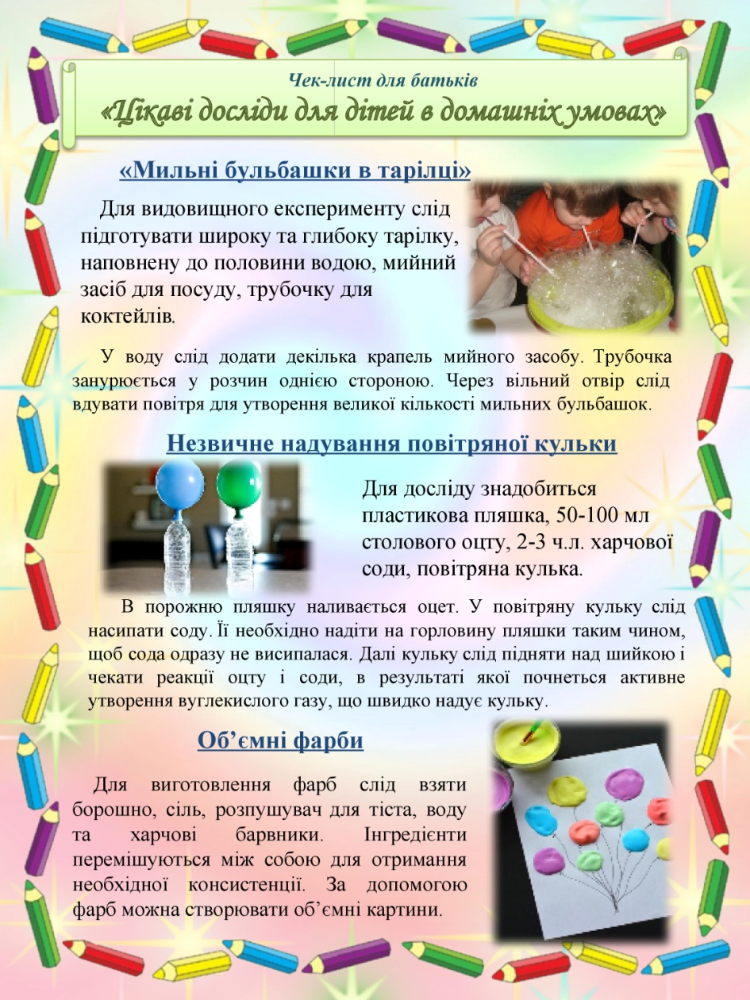 Чек-лист для батьків
«Цікаві досліди для дітей в домашніх умовах»
«Мильні бульбашки в тарілці»
Для видовищного експерименту слід
підготувати широку та глибоку тарілку,
наповнену до половини водою, мийний
засіб для посуду, трубочку для
коктейлів.
У воду слід додати декілька крапель мийного засобу. Трубочка
занурюється у розчин однією стороною. Через вільний отвір слід
вдувати повітря для утворення великої кількості мильних бульбашок.
Незвичне надування повітряної кульки
Для досліду знадобиться
пластикова пляшка, 50-100 мл
столового оцту, 2-3 ч.л. харчової
соди, повітряна кулька.
В порожню пляшку наливається оцет. У повітряну кульку слід
насипати соду. Її необхідно надіти на горловину пляшки таким чином,
щоб сода одразу не висипалася. Далі кульку слід підняти над шийкою і
чекати реакції оцту і соди, в результаті якої почнеться активне
утворення вуглекислого газу, що швидко надує кульку.
Об’ємні фарби
Для виготовлення фарб слід взяти
борошно, сіль, розпушувач для тіста, воду
та харчові барвники. Інгредієнти
перемішуються між собою для отримання
необхідної консистенції. За допомогою
фарб можна створювати об’ємні картини.